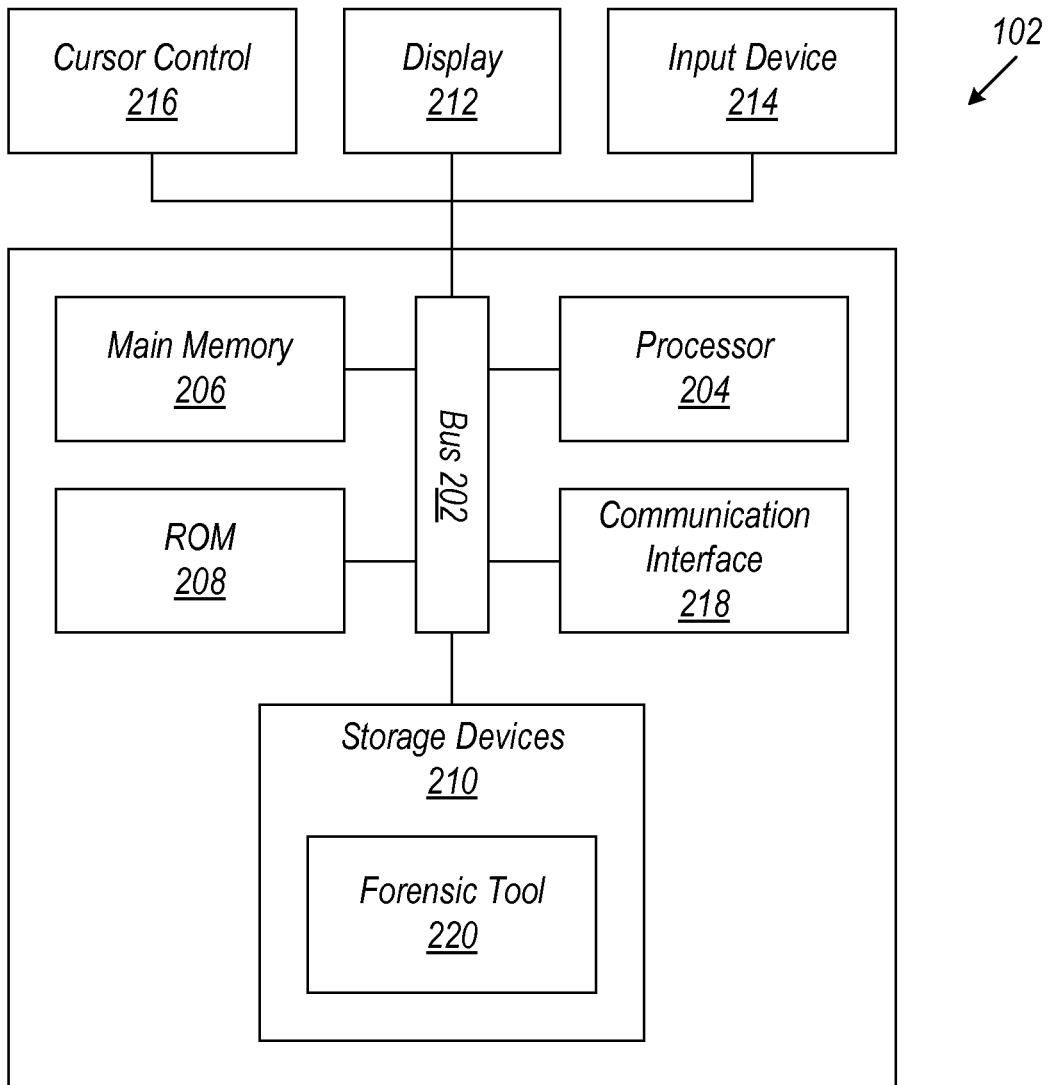 102
Cursor Control
216
Display
212
Input Device
214
Main Memory
206
Processor
204
Bus 202
ROM
208
Communication
Interface
218
Storage Devices
210
Forensic Tool
220